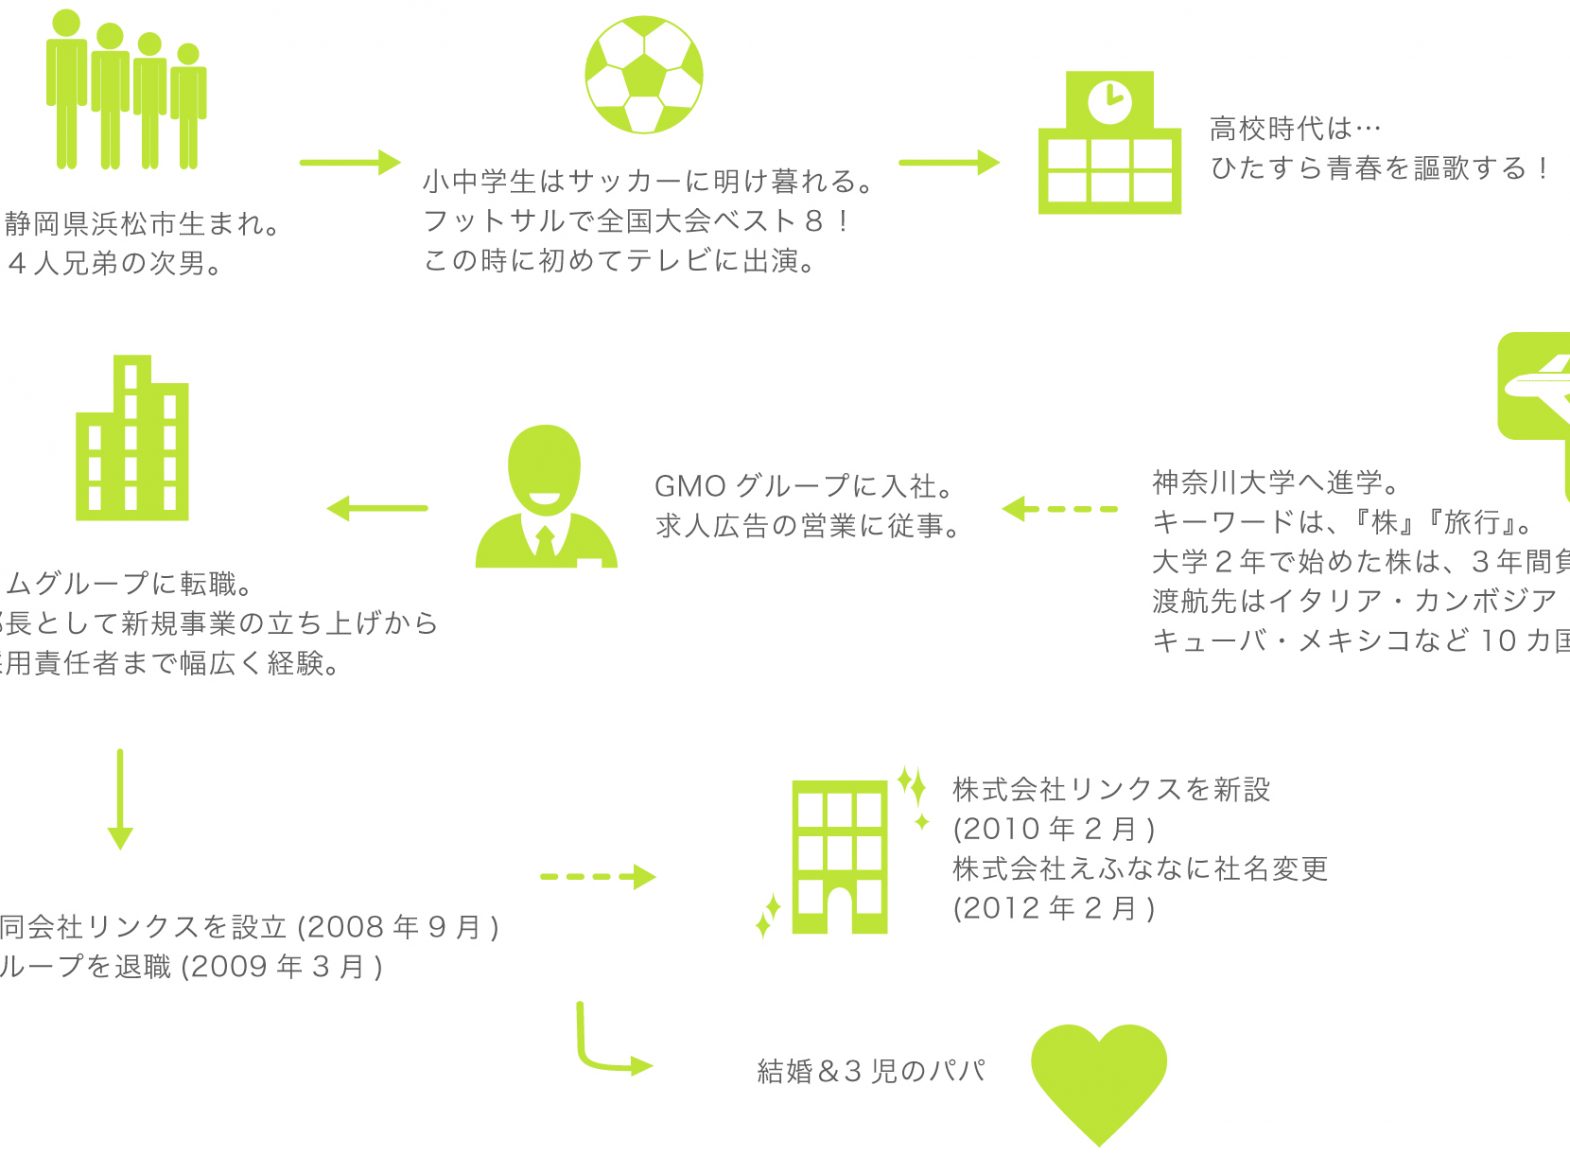 静岡県浜松市生まれ。
４人兄弟の次男。
小中学生はサッカーに明け暮れる。
フットサルで全国大会ベスト８！
この時に初めてテレビに出演。
高校時代は…
ひたすら青春を謳歌する！
神奈川大学へ進学。
キーワードは、『株』『旅行』。
大学２年で始めた株は、３年間負
渡航先はイタリア・カンボジア
キューバ・メキシコなど 10 カ国
GMO グループに入社。
求人広告の営業に従事。
ムグループに転職。
部長として新規事業の立ち上げから
採用責任者まで幅広く経験。
同会社リンクスを設立 (2008 年 9 月 )
ループを退職 (2009 年 3 月 )
株式会社リンクスを新設
(2010 年 2 月 )
株式会社えふななに社名変更
(2012 年 2 月 )
結婚＆3 児のパパ